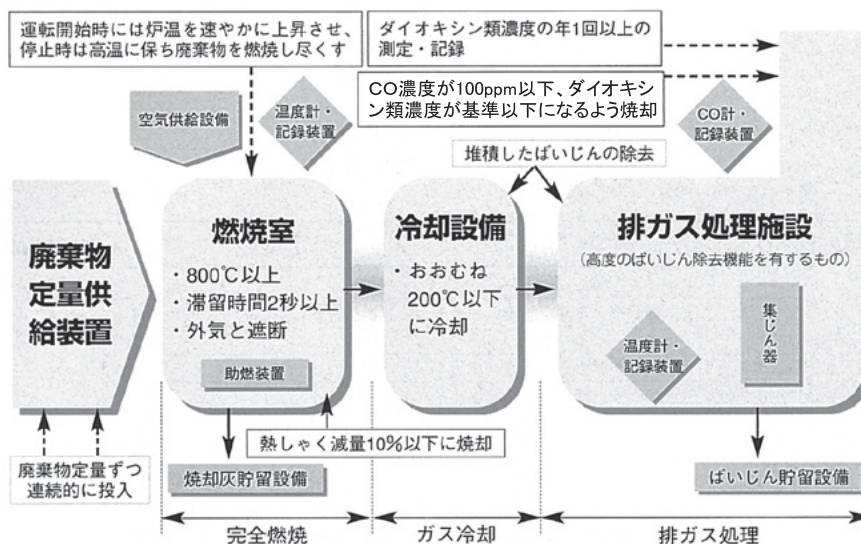 運転開始時には炉温を速やかに上昇させ、
停止時は高温に保ち廃棄物を燃焼し尽くす
ダイオキシン類濃度の年1回以上の
測定・記録
CO濃度が100ppm以下、ダイオキ
シン類濃度が基準以下になるよう焼却
空気供給設備
温度計・
記録装置
CO計・
記録装置
堆積したばいじんの除去
廃棄物
定量供
給装置
燃焼室
・800℃以上
・滞留時間2秒以上
・外気と遮断
助燃装置
冷却設備
・おおむね
200℃以下
に冷却
排ガス処理施設
(高度のばいじん除去機能を有するもの)
温度計・
記録装置
集じん器
廃棄物定量ずつ
連続的に投入
熱しゃく減量10%以下に焼却
焼却灰貯留設備
ばいじん貯留設備
完全燃焼
ガス冷却
排ガス処理